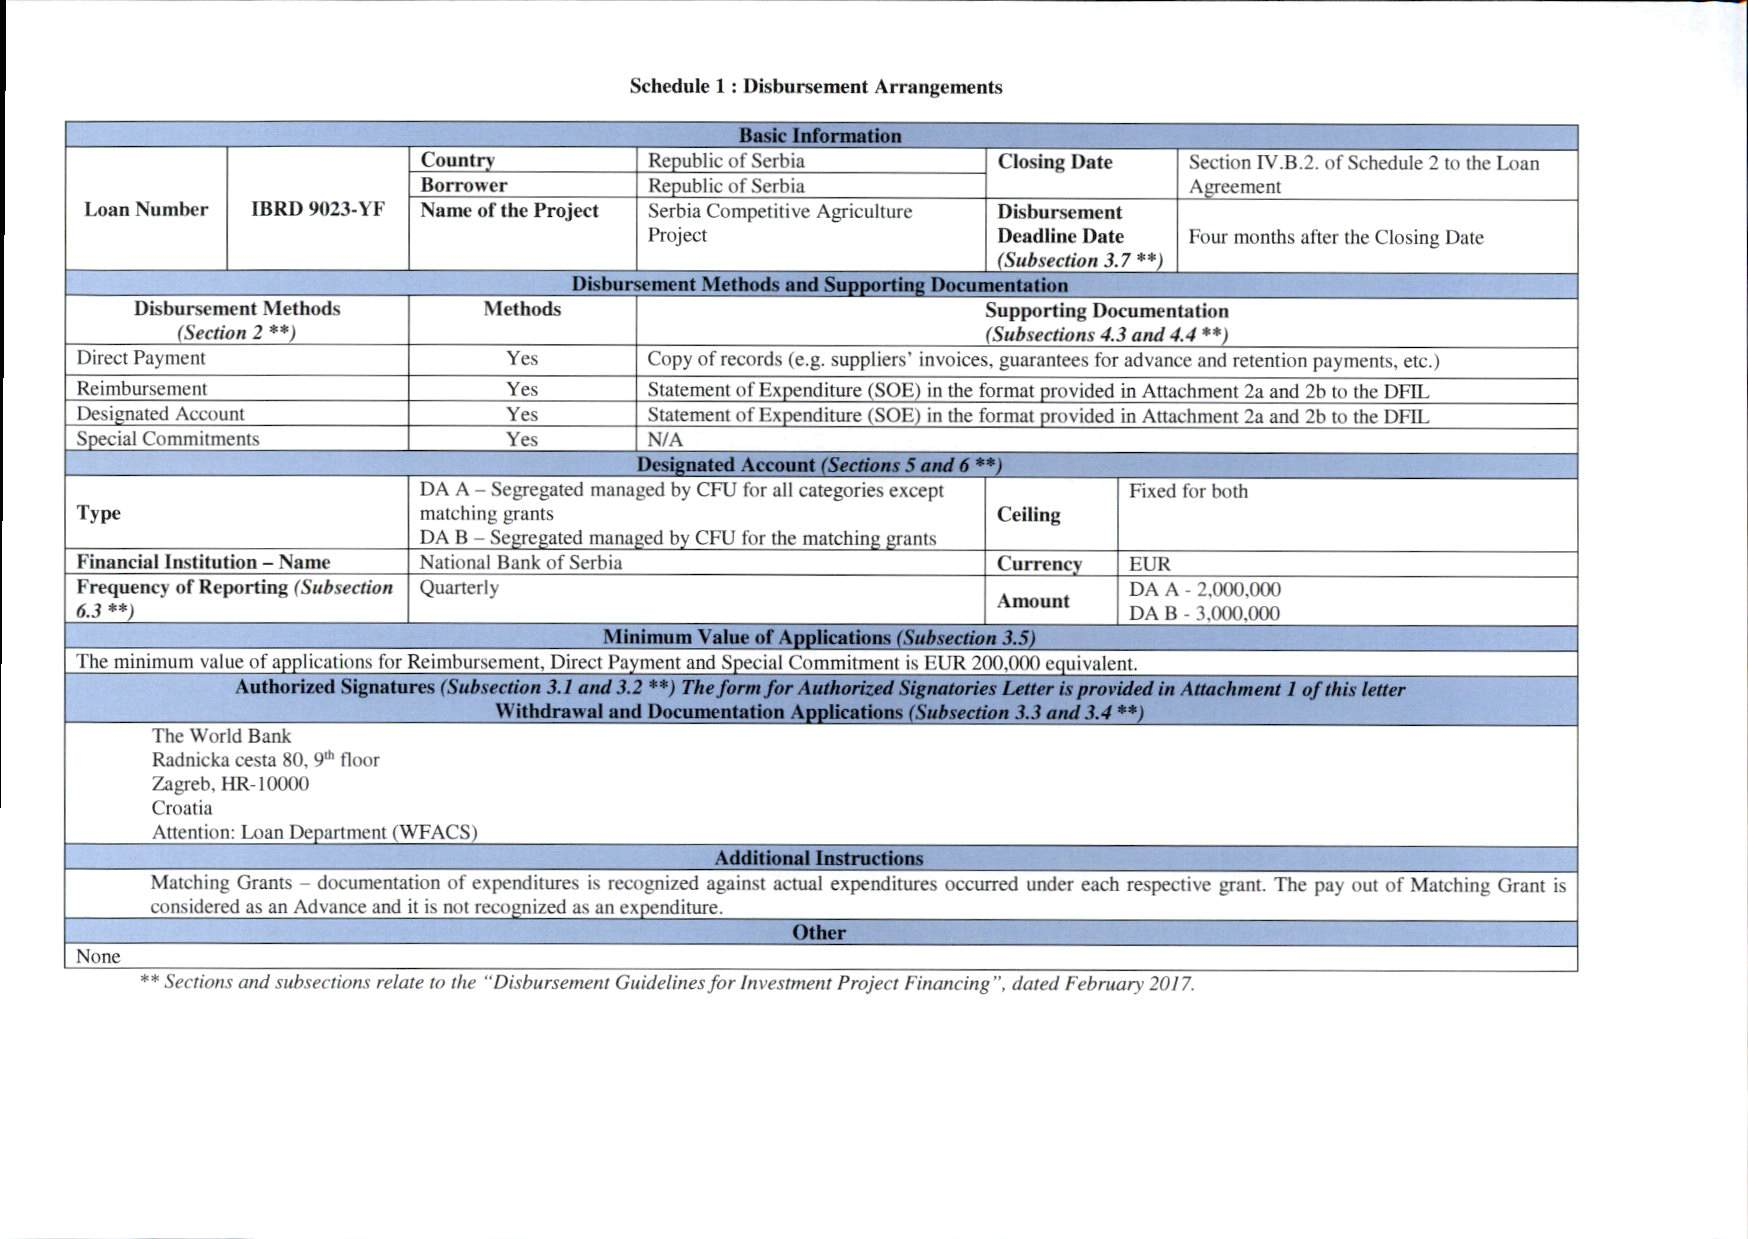 Schedule 1 : Disbursement Arrangements
Basic Information
Loan Number
IBRD 9023-YF
Country
Republic of Serbia
Closing Date
Section IV.B.2. of Schedule 2 to the Loan
Agreement
Borrower
Republic of Serbia
Name of the Project
Serbia Competitive Agriculture
Project
Disbursement
Deadline Date
(Subsection 3.7 **)
Four months after the Closing Date
Disbursement Methods and Supporting Documentation
Disbursement Methods
(Section 2 **)
Methods
Supporting Documentation
(Subsections 4.3 and 4.4 **)
Direct Payment
Yes
Copy of records (e.g. suppliers' invoices, guarantees for advance and retention payments, etc.)
Reimbursement
Yes
Statement of Expenditure (SOE) in the format provided in Attachment 2a and 2b to the DFIL
Designated Account
Yes
Statement of Expenditure (SOE) in the format provided in Attachment 2a and 2b to the DFIL
Special Commitments
Yes
N/A
Designated Account (Sections 5 and 6 **)
Type
DA A – Segregated managed by CFU for all categories except
matching grants
DA B – Segregated managed by CFU for the matching grants
Ceiling
Fixed for both
Financial Institution – Name
National Bank of Serbia
Currency
EUR
Frequency of Reporting (Subsection
6.3 **)
Quarterly
Amount
DA A - 2,000,000
DA B - 3,000,000
Minimum Value of Applications (Subsection 3.5)
The minimum value of applications for Reimbursement, Direct Payment and Special Commitment is EUR 200,000 equivalent.
Authorized Signatures (Subsection 3.1 and 3.2 **) The form for Authorized Signatories Letter is provided in Attachment 1 of this letter
Withdrawal and Documentation Applications (Subsection 3.3 and 3.4 **)
The World Bank
Radnicka cesta 80, 9th floor
Zagreb, HR-10000
Croatia
Attention: Loan Department (WFACS)
Additional Instructions
Matching Grants – documentation of expenditures is recognized against actual expenditures occurred under each respective grant. The pay out of Matching Grant is
considered as an Advance and it is not recognized as an expenditure.
Other
None
** Sections and subsections relate to the "Disbursement Guidelines for Investment Project Financing", dated February 2017.